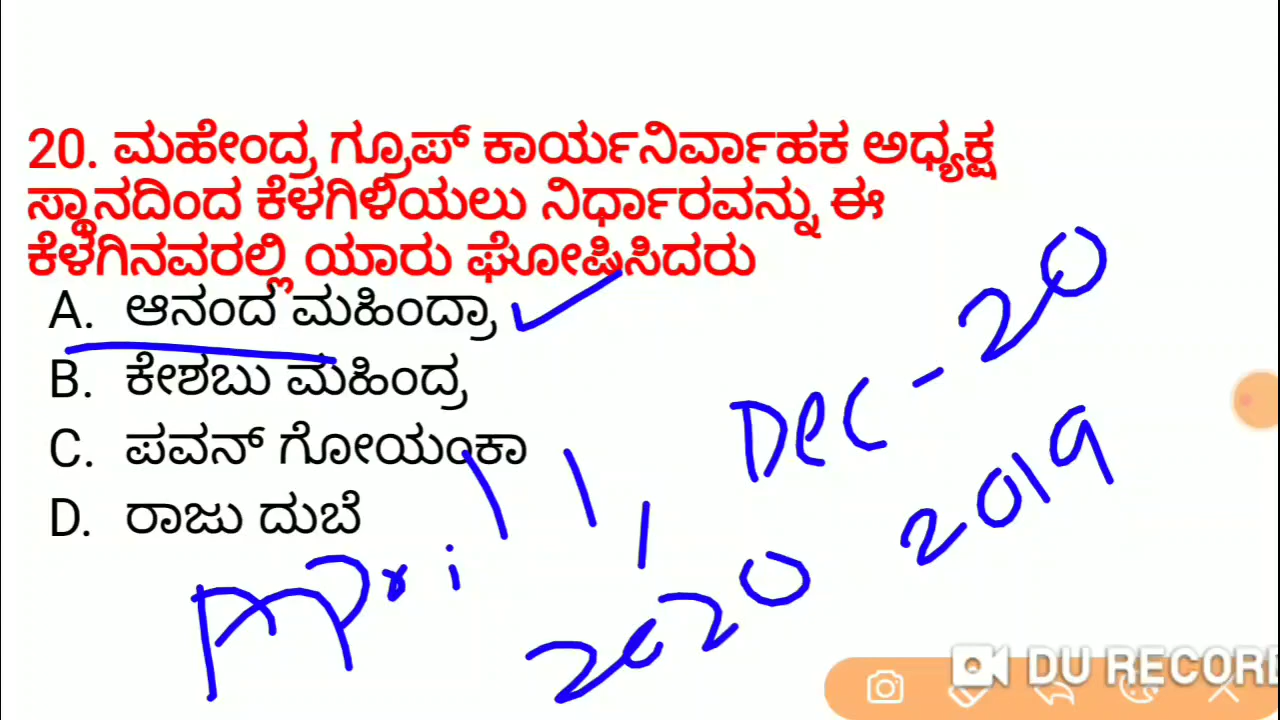 20. ಮಹೇಂದ್ರ ಗ್ರೂಪ್ ಕಾರ್ಯನಿರ್ವಾಹಕ ಅಧ್ಯಕ್ಷ
ಸ್ಥಾನದಿಂದ ಕೆಳಗಿಳಿಯಲು ನಿರ್ಧಾರವನ್ನು ಈ
ಕೆಳಗಿನವರಲ್ಲಿ ಯಾರು ಘೋಷಿಸಿದರು
A. ಆನಂದ ಮಹಿಂದ್ರಾ
B. ಕೇಶಬು ಮಹಿಂದ್ರ
C. ಪವನ್ ಗೋಯಂಕಾ
D. ರಾಜು ದುಬೆ
Dec - 20
2019
April 1,
2020
DU RECORD